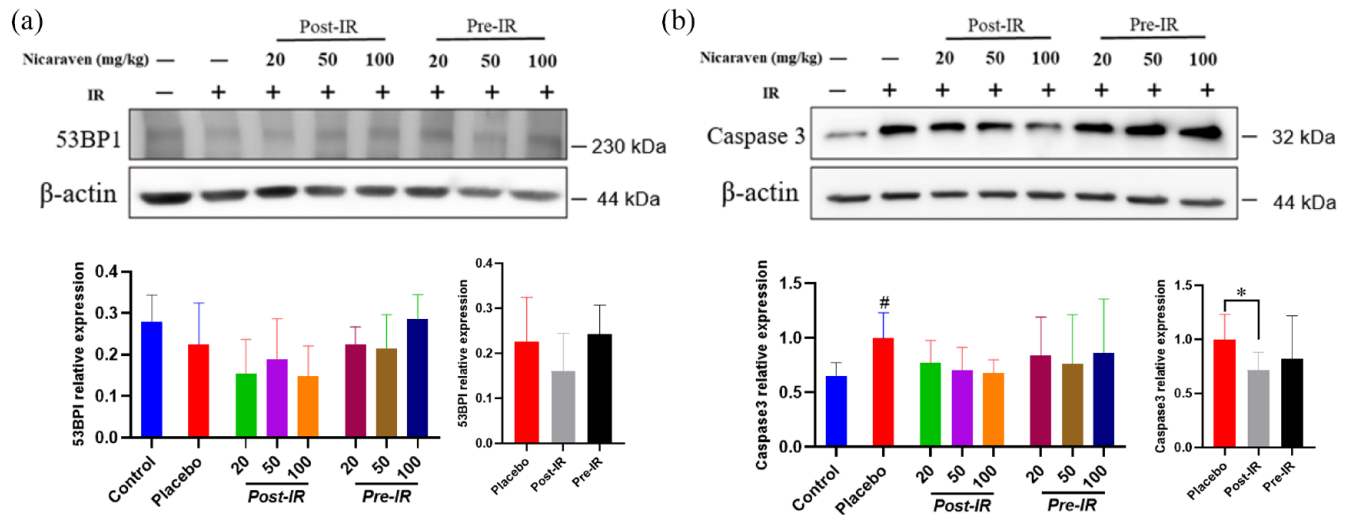 (a)
Post-IR Pre-IR
Nicaraven (mg/kg) — — 20 50 100 20 50 100
IR — + + + + + + +
53BP1 — 230 kDa
β-actin — 44 kDa
53BPI relative expression
0.4
0.3
0.2
0.1
0.0
Control Placebo 20 50 100 20 50 100
Post-IR Pre-IR
53BPI relative expression
0.4
0.3
0.2
0.1
0.0
Placebo Post-IR Pre-IR
(b)
Post-IR Pre-IR
Nicaraven (mg/kg) — — 20 50 100 20 50 100
IR — + + + + + + +
Caspase 3 — 32 kDa
β-actin — 44 kDa
Caspase3 relative expression
1.5
1.0
0.5
0.0
#
Control Placebo 20 50 100 20 50 100
Post-IR Pre-IR
Caspase3 relative expression
1.5
1.0
0.5
0.0
*
Placebo Post-IR Pre-IR